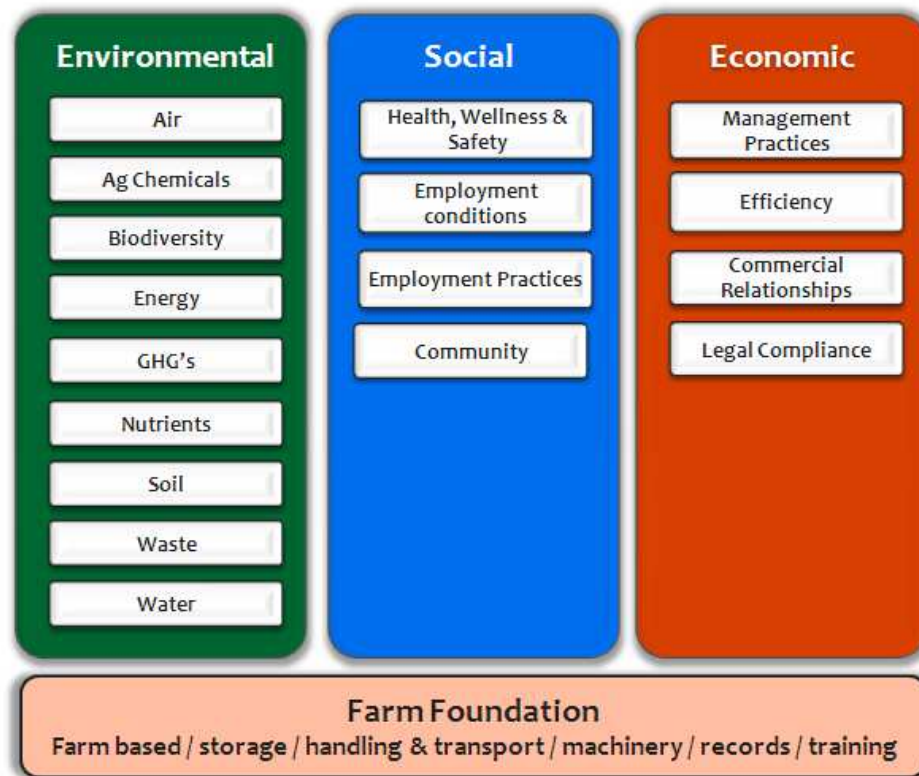 Environmental
Air
Ag Chemicals
Biodiversity
Energy
GHG's
Nutrients
Soil
Waste
Water
Social
Health, Wellness &
Safety
Employment
conditions
Employment Practices
Community
Economic
Management
Practices
Efficiency
Commercial
Relationships
Legal Compliance
Farm Foundation
Farm based / storage / handling & transport / machinery / records / training